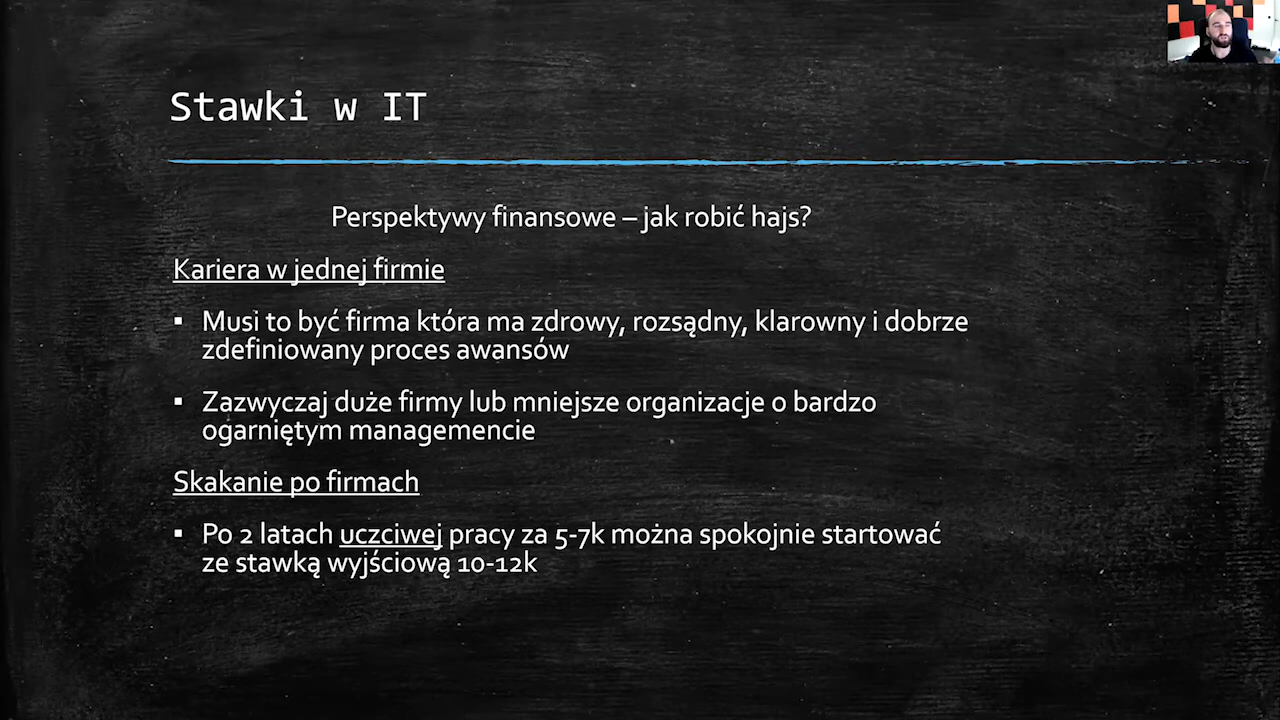 Stawki w IT
Perspektywy finansowe – jak robić hajs?
Kariera w jednej firmie
▪ Musi to być firma która ma zdrowy, rozsądny, klarowny i dobrze
zdefiniowany proces awansów
▪ Zazwyczaj duże firmy lub mniejsze organizacje o bardzo
ogarniętym managemencie
Skakanie po firmach
▪ Po 2 latach uczciwej pracy za 5-7k można spokojnie startować
ze stawką wyjściową 10-12k